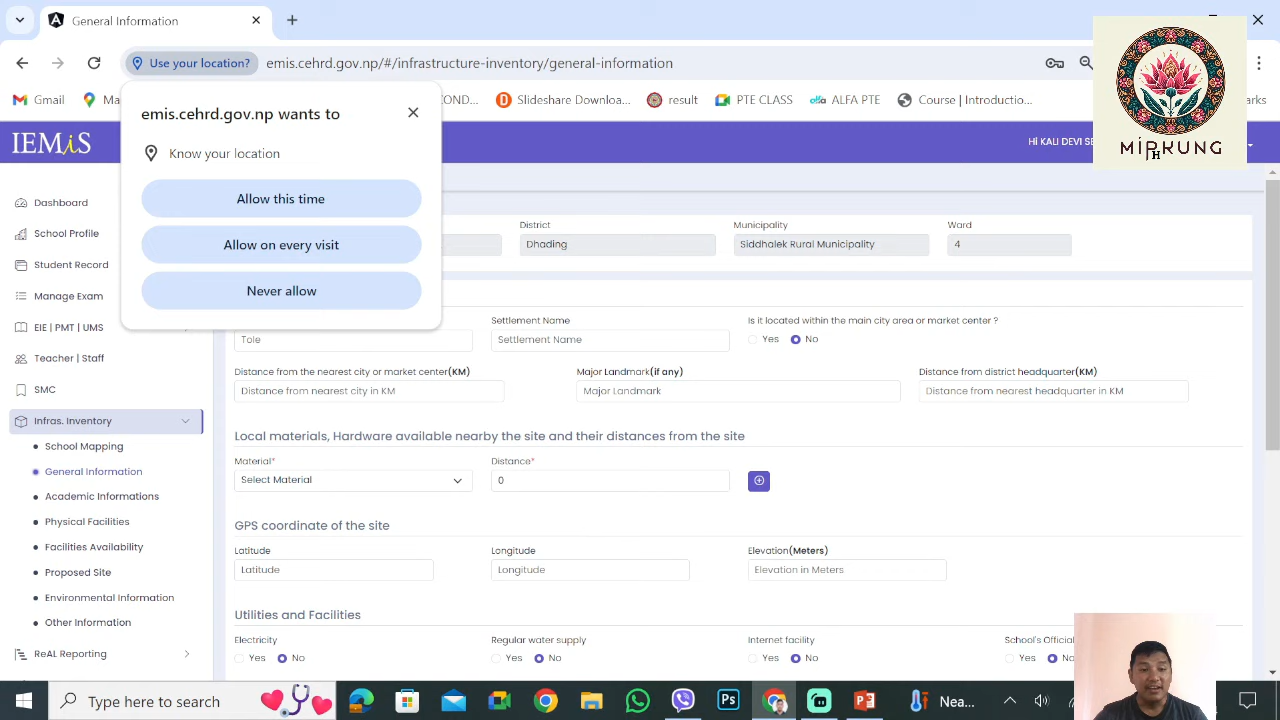 General Information
Use your location?
emis.cehrd.gov.np/#/infrastructure-inventory/general-information
Gmail
Ma
OND...
Slideshare Downloa...
result
PTE CLASS
ALFA PTE
Course | Introductio...
arks
emis.cehrd.gov.np wants to
Know your location
Allow this time
Allow on every visit
Never allow
MIPKUNG
H
IEMiS
Hi KALI DEVI SE
Dashboard
School Profile
Student Record
Manage Exam
EIE | PMT | UMS
Teacher | Staff
SMC
Infras. Inventory
School Mapping
General Information
Academic Informations
Physical Facilities
Facilities Availability
Proposed Site
Environmental Information
Other Information
ReAL Reporting
District
Municipality
Ward
Dhading
Siddhalek Rural Municipality
4
Settlement Name
Is it located within the main city area or market center ?
Tole
Settlement Name
Yes
No
Distance from the nearest city or market center(KM)
Major Landmark(if any)
Distance from district headquarter(KM)
Distance from nearest city in KM
Major Landmark
Distance from nearest headquarter in KM
Local materials, Hardware available nearby the site and their distances from the site
Material*
Distance*
Select Material
0
GPS coordinate of the site
Latitude
Longitude
Elevation(Meters)
Latitude
Longitude
Elevation in Meters
Utilities and Facilities
Electricity
Regular water supply
Internet facility
School's Official
Yes
No
Yes
No
Yes
No
Yes
No
Type here to search
Ps
Nea...